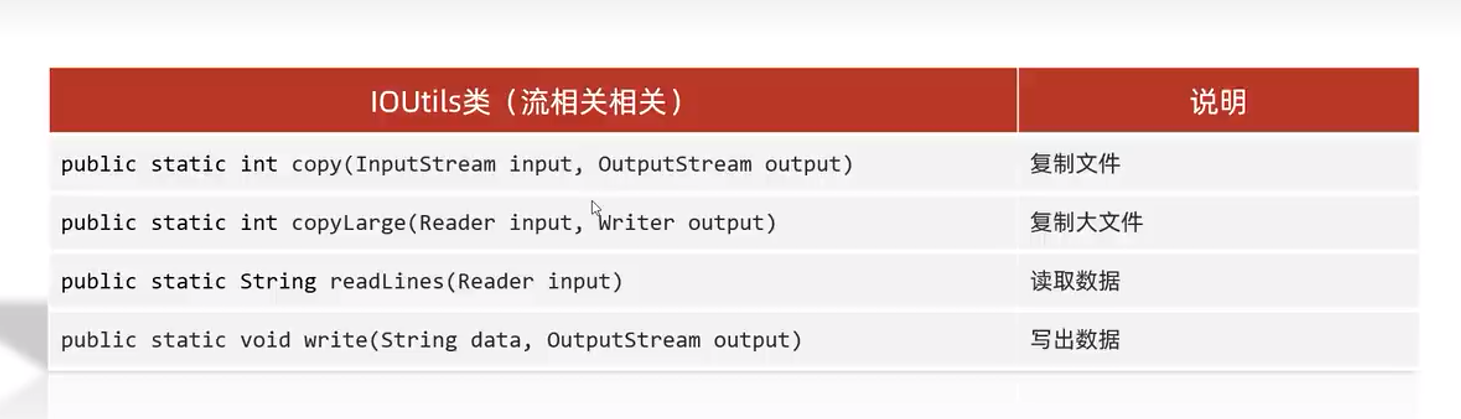 IOUtils类（流相关相关） 说明
public static int copy(InputStream input, OutputStream output) 复制文件
public static int copyLarge(Reader input, Writer output) 复制大文件
public static String readLines(Reader input) 读取数据
public static void write(String data, OutputStream output) 写出数据